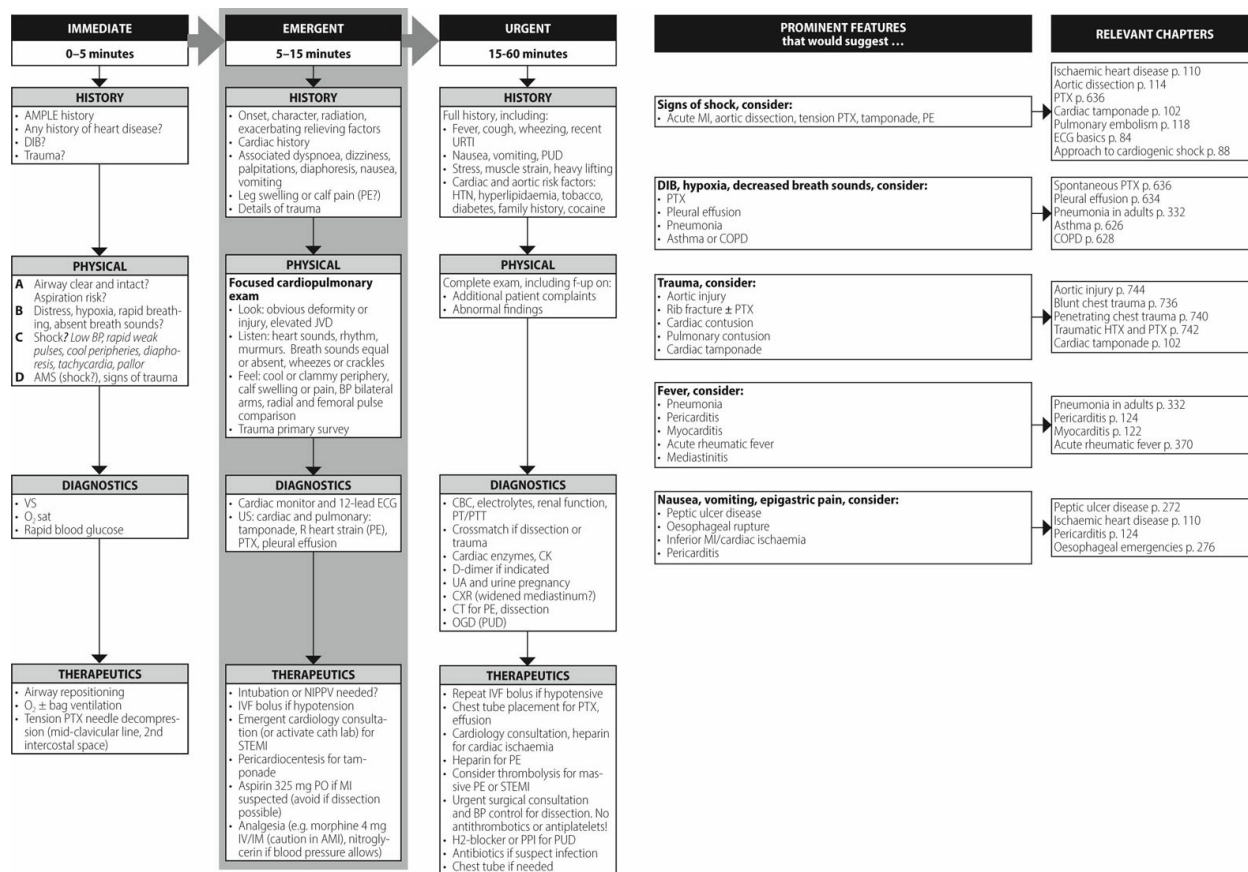 IMMEDIATE
0–5 minutes
HISTORY
• AMPLE history
• Any history of heart disease?
• DIB?
• Trauma?
PHYSICAL
A Airway clear and intact?
Aspiration risk?
B Distress, hypoxia, rapid breath-
ing, absent breath sounds?
C Shock? Low BP, rapid weak
pulses, cool peripheries, diapho-
resis, tachycardia, pallor
D AMS (shock?), signs of trauma
DIAGNOSTICS
• VS
• O₂ sat
• Rapid blood glucose
THERAPEUTICS
• Airway repositioning
• O₂ ± bag ventilation
• Tension PTX needle decompres-
sion (mid-clavicular line, 2nd
intercostal space)
EMERGENT
5–15 minutes
HISTORY
• Onset, character, radiation,
exacerbating relieving factors
• Cardiac history
• Associated dyspnoea, dizziness,
palpitations, diaphoresis, nausea,
vomiting
• Leg swelling or calf pain (PE?)
• Details of trauma
PHYSICAL
Focused cardiopulmonary
exam
• Look: obvious deformity or
injury, elevated JVD
• Listen: heart sounds, rhythm,
murmurs. Breath sounds equal
or absent, wheezes or crackles
• Feel: cool or clammy periphery,
calf swelling or pain, BP bilateral
arms, radial and femoral pulse
comparison
• Trauma primary survey
DIAGNOSTICS
• Cardiac monitor and 12-lead ECG
• US: cardiac and pulmonary:
tamponade, R heart strain (PE),
PTX, pleural effusion
THERAPEUTICS
• Intubation or NIPPV needed?
• IVF bolus if hypotension
• Emergent cardiology consulta-
tion (or activate cath lab) for
STEMI
• Pericardiocentesis for tam-
ponade
• Aspirin 325 mg PO if MI
suspected (avoid if dissection
possible)
• Analgesia (e.g. morphine 4 mg
IV/IM (caution in AMI), nitrogly-
cerin if blood pressure allows)
URGENT
15-60 minutes
HISTORY
Full history, including:
• Fever, cough, wheezing, recent
URTI
• Nausea, vomiting, PUD
• Stress, muscle strain, heavy lifting
• Cardiac and aortic risk factors:
HTN, hyperlipidaemia, tobacco,
diabetes, family history, cocaine
PHYSICAL
Complete exam, including f-up on:
• Additional patient complaints
• Abnormal findings
DIAGNOSTICS
• CBC, electrolytes, renal function,
PT/PTT
• Crossmatch if dissection or
trauma
• Cardiac enzymes, CK
• D-dimer if indicated
• UA and urine pregnancy
• CXR (widened mediastinum?)
• CT for PE, dissection
• OGD (PUD)
THERAPEUTICS
• Repeat IVF bolus if hypotensive
• Chest tube placement for PTX,
effusion
• Cardiology consultation, heparin
for cardiac ischaemia
• Heparin for PE
• Consider thrombolysis for mas-
sive PE or STEMI
• Urgent surgical consultation
and BP control for dissection. No
antithrombotics or antiplatelets!
• H2-blocker or PPI for PUD
• Antibiotics if suspect infection
• Chest tube if needed
PROMINENT FEATURES
that would suggest ...
RELEVANT CHAPTERS
Signs of shock, consider:
• Acute MI, aortic dissection, tension PTX, tamponade, PE
Ischaemic heart disease p. 110
Aortic dissection p. 114
PTX p. 636
Cardiac tamponade p. 102
Pulmonary embolism p. 118
ECG basics p. 84
Approach to cardiogenic shock p. 88
DIB, hypoxia, decreased breath sounds, consider:
• PTX
• Pleural effusion
• Pneumonia
• Asthma or COPD
Spontaneous PTX p. 636
Pleural effusion p. 634
Pneumonia in adults p. 332
Asthma p. 626
COPD p. 628
Trauma, consider:
• Aortic injury
• Rib fracture ± PTX
• Cardiac contusion
• Pulmonary contusion
• Cardiac tamponade
Aortic injury p. 744
Blunt chest trauma p. 736
Penetrating chest trauma p. 740
Traumatic HTX and PTX p. 742
Cardiac tamponade p. 102
Fever, consider:
• Pneumonia
• Pericarditis
• Myocarditis
• Acute rheumatic fever
• Mediastinitis
Pneumonia in adults p. 332
Pericarditis p. 124
Myocarditis p. 122
Acute rheumatic fever p. 370
Nausea, vomiting, epigastric pain, consider:
• Peptic ulcer disease
• Oesophageal rupture
• Inferior MI/cardiac ischaemia
• Pericarditis
Peptic ulcer disease p. 272
Ischaemic heart disease p. 110
Pericarditis p. 124
Oesophageal emergencies p. 276